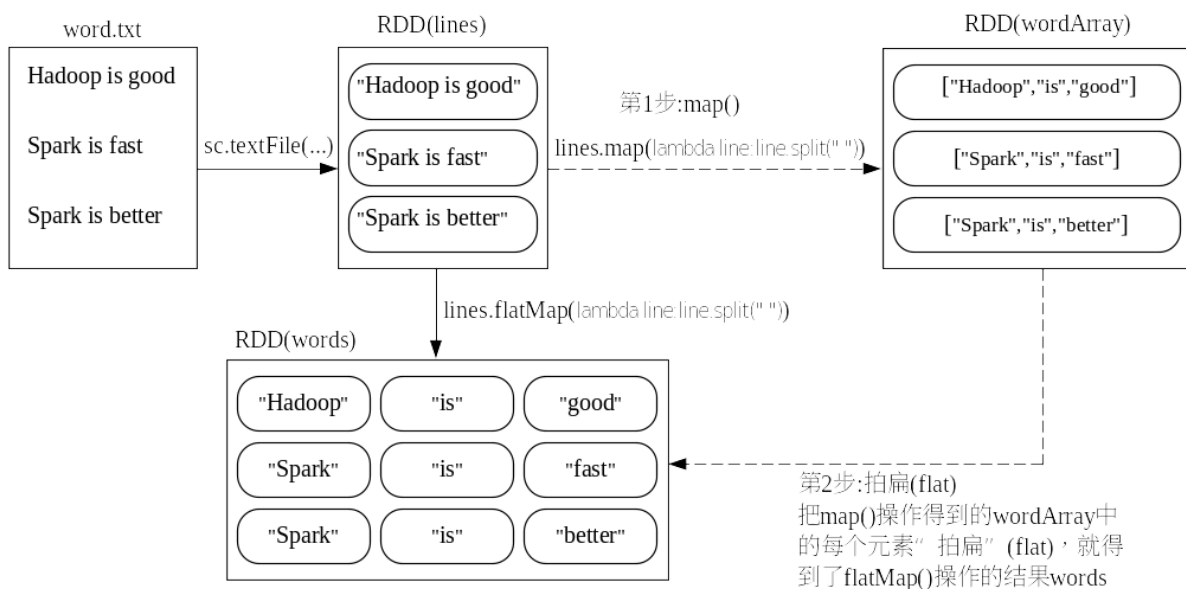 word.txt
Hadoop is good
Spark is fast
Spark is better
sc.textFile(...)
RDD(lines)
"Hadoop is good"
"Spark is fast"
"Spark is better"
第1步:map()
lines.map(lambda line:line.split(" "))
RDD(wordArray)
["Hadoop","is","good"]
["Spark","is","fast"]
["Spark","is","better"]
lines.flatMap(lambda line:line.split(" "))
RDD(words)
"Hadoop" "is" "good"
"Spark" "is" "fast"
"Spark" "is" "better"
第2步:拍扁(flat)
把map()操作得到的wordArray中
的每个元素“拍扁”(flat)，就得
到了flatMap()操作的结果words